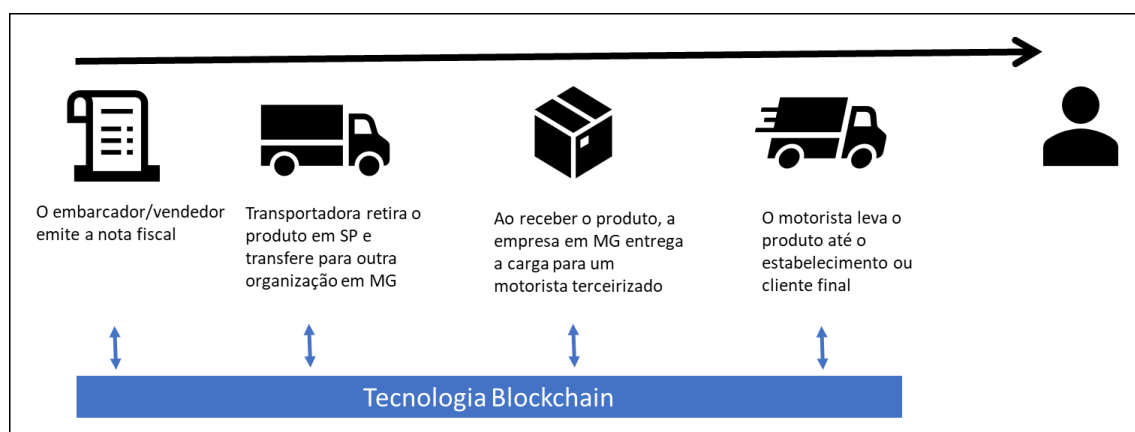 O embarcador/vendedor
emite a nota fiscal
Transportadora retira o
produto em SP e
transfere para outra
organização em MG
Ao receber o produto, a
empresa em MG entrega
a carga para um
motorista terceirizado
O motorista leva o
produto até o
estabelecimento ou
cliente final
Tecnologia Blockchain